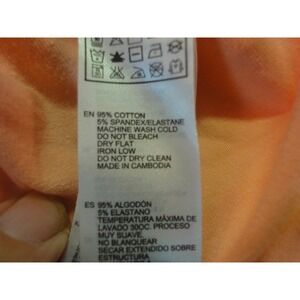 EN 95% COTTON
5% SPANDEX/ELASTANE
MACHINE WASH COLD
DO NOT BLEACH
DRY FLAT
IRON LOW
DO NOT DRY CLEAN
MADE IN CAMBODIA
ES 95% ALGODÓN
5% ELASTANO
TEMPERATURA MÁXIMA DE
LAVADO 30OC. PROCESO
MUY SUAVE.
NO BLANQUEAR
SECAR EXTENDIDO SOBRE
ESTRUCTURA